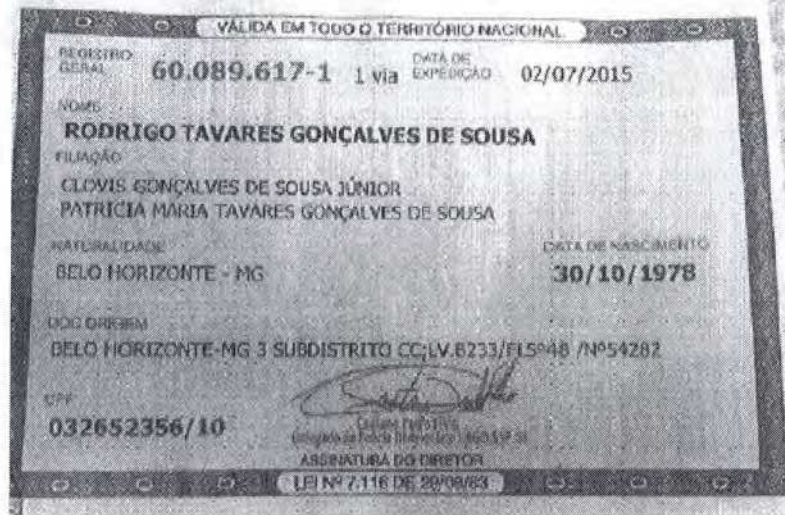 VÁLIDA EM TODO O TERRITÓRIO NACIONAL
REGISTRO GERAL 60.089.617-1 1 via DATA DE EXPEDIÇÃO 02/07/2015
NOME
RODRIGO TAVARES GONÇALVES DE SOUSA
FILIAÇÃO
CLOVIS GONÇALVES DE SOUSA JÚNIOR
PATRICIA MARIA TAVARES GONÇALVES DE SOUSA
NATURALIDADE DATA DE NASCIMENTO
BELO HORIZONTE - MG 30/10/1978
DOC ORIGEM
BELO HORIZONTE-MG 3 SUBDISTRITO CC:LV.B233/FLSº48 /Nº54282
CPF
032652356/10
ASSINATURA DO DIRETOR
LEI Nº 7.116 DE 29/08/83